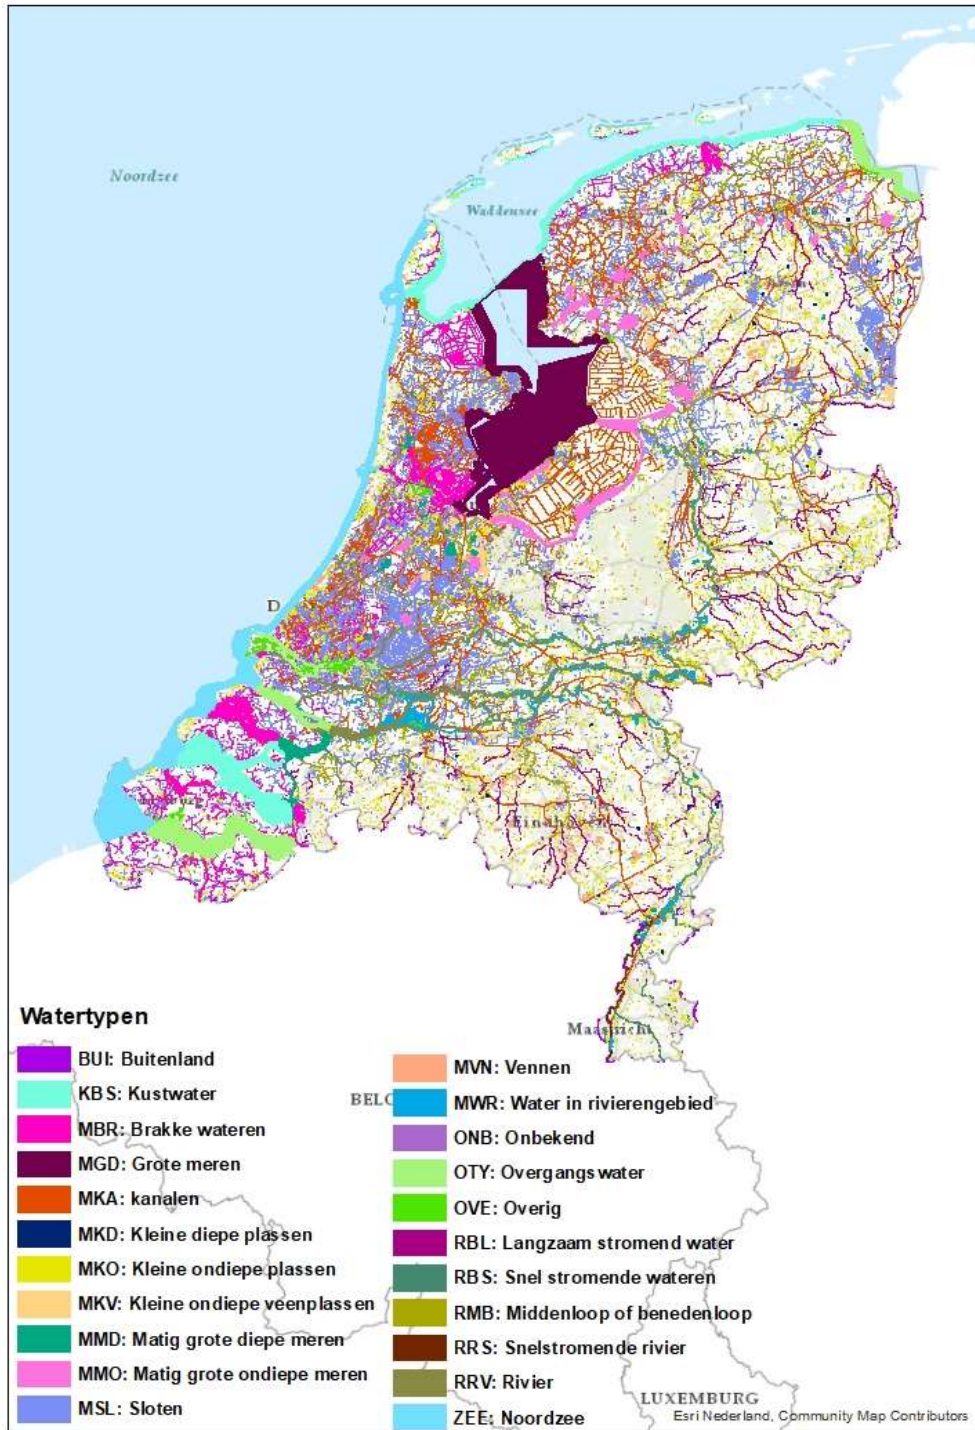 Noordzee
Waddenzee
D
Eindhoven
Maastricht
Watertypen
BUI: Buitenland
KBS: Kustwater
MBR: Brakke wateren
MGD: Grote meren
MKA: kanalen
MKD: Kleine diepe plassen
MKO: Kleine ondiepe plassen
MKV: Kleine ondiepe veenplassen
MMD: Matig grote diepe meren
MMO: Matig grote ondiepe meren
MSL: Sloten
BELG
MVN: Vennen
MWR: Water in rivierengebied
ONB: Onbekend
OTY: Overgangswater
OVE: Overig
RBL: Langzaam stromend water
RBS: Snel stromende wateren
RMB: Middenloop of benedenloop
RRS: Snelstromende rivier
RRV: Rivier
ZEE: Noordzee
LUXEMBURG
Esri Nederland, Community Map Contributors